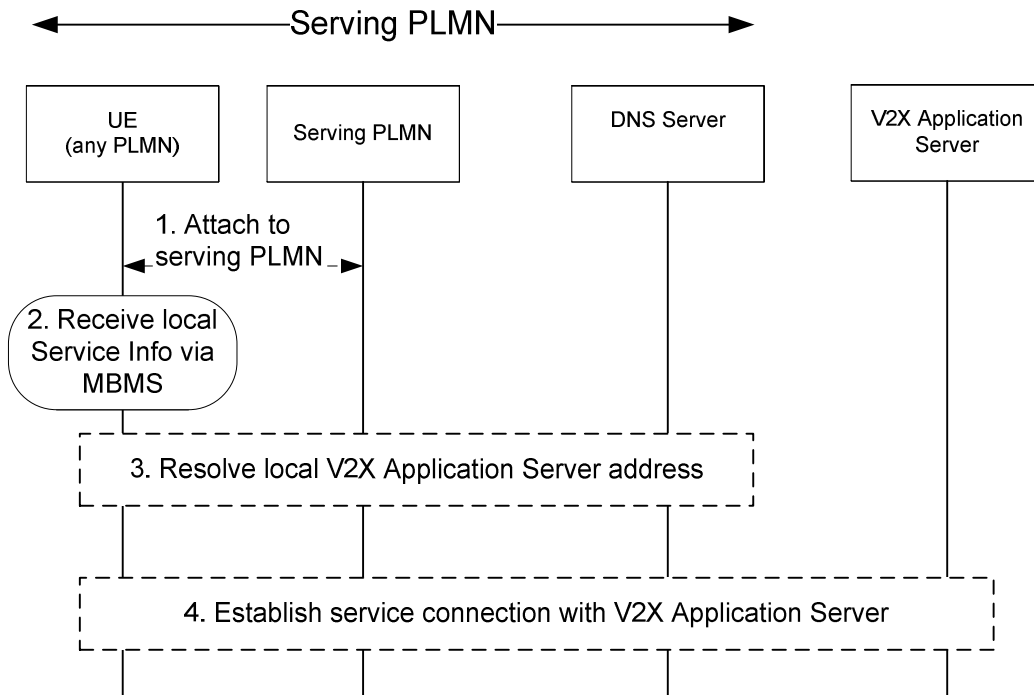 Serving PLMN
UE
(any PLMN)
Serving PLMN
DNS Server
V2X Application
Server
1. Attach to
serving PLMN
2. Receive local
Service Info via
MBMS
3. Resolve local V2X Application Server address
4. Establish service connection with V2X Application Server